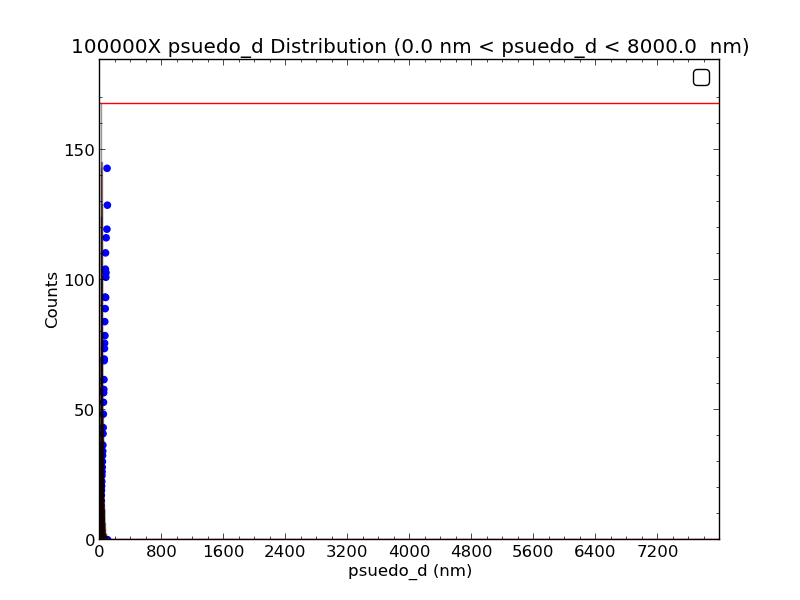 100000X psuedo_d Distribution (0.0 nm < psuedo_d < 8000.0  nm)
150
100
50
0
Counts
0 800 1600 2400 3200 4000 4800 5600 6400 7200
psuedo_d (nm)